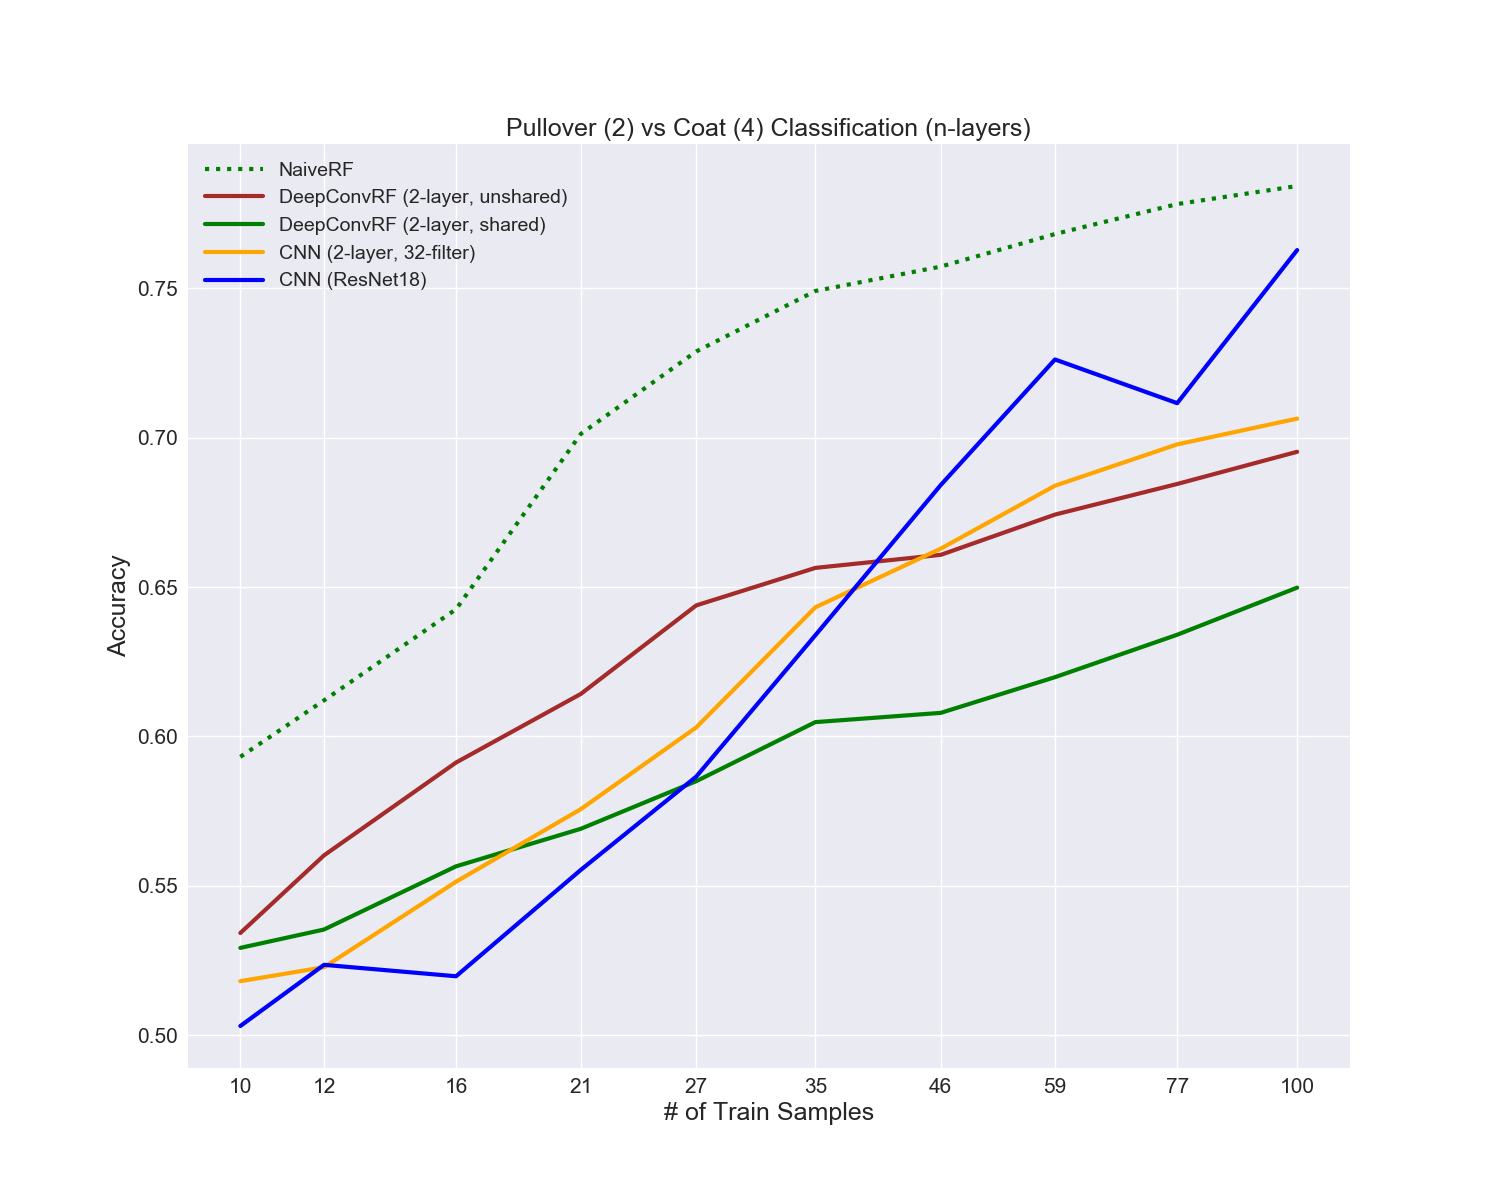 Pullover (2) vs Coat (4) Classification (n-layers)
NaiveRF
DeepConvRF (2-layer, unshared)
DeepConvRF (2-layer, shared)
CNN (2-layer, 32-filter)
CNN (ResNet18)
0.75
0.70
0.65
0.60
0.55
0.50
Accuracy
10 12 16 21 27 35 46 59 77 100
# of Train Samples